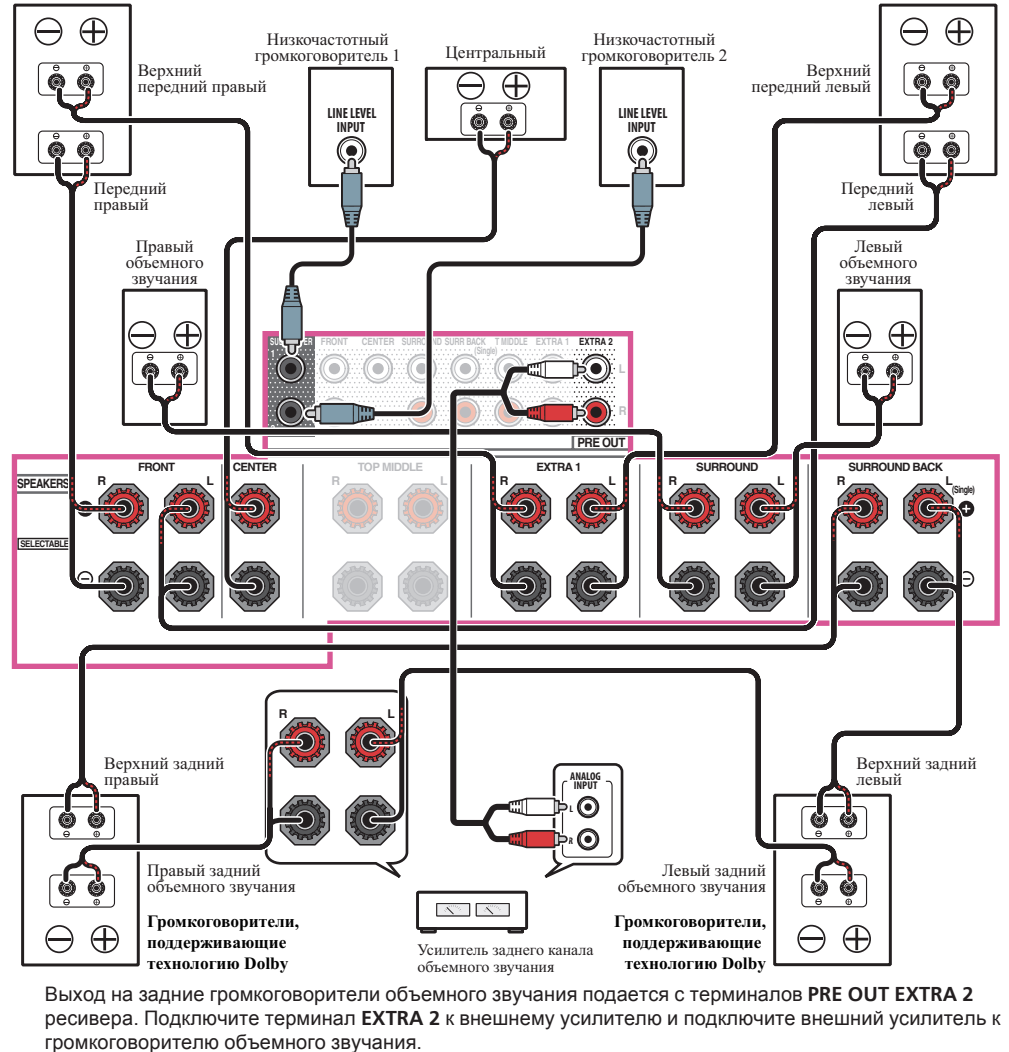 Низкочастотный
громкоговоритель 1
Центральный
Низкочастотный
громкоговоритель 2
Верхний
передний правый
Верхний
передний левый
LINE LEVEL
INPUT
LINE LEVEL
INPUT
Передний
правый
Передний
левый
Правый
объемного
звучания
Левый
объемного
звучания
1
FRONT CENTER SURROUND SURR BACK T MIDDLE EXTRA 1 EXTRA 2
(Single)
L
R
PRE OUT
FRONT CENTER TOP MIDDLE EXTRA 1 SURROUND SURROUND BACK
SPEAKERS
R L R L R L R L R L
(Single)
SELECTABLE
R L
Верхний задний
правый
Верхний задний
левый
ANALOG
INPUT
L
R
Правый задний
объемного звучания
Левый задний
объемного звучания
Громкоговорители,
поддерживающие
технологию Dolby
Громкоговорители,
поддерживающие
технологию Dolby
Усилитель заднего канала
объемного звучания
Выход на задние громкоговорители объемного звучания подается с терминалов PRE OUT EXTRA 2
ресивера. Подключите терминал EXTRA 2 к внешнему усилителю и подключите внешний усилитель к
громкоговорителю объемного звучания.